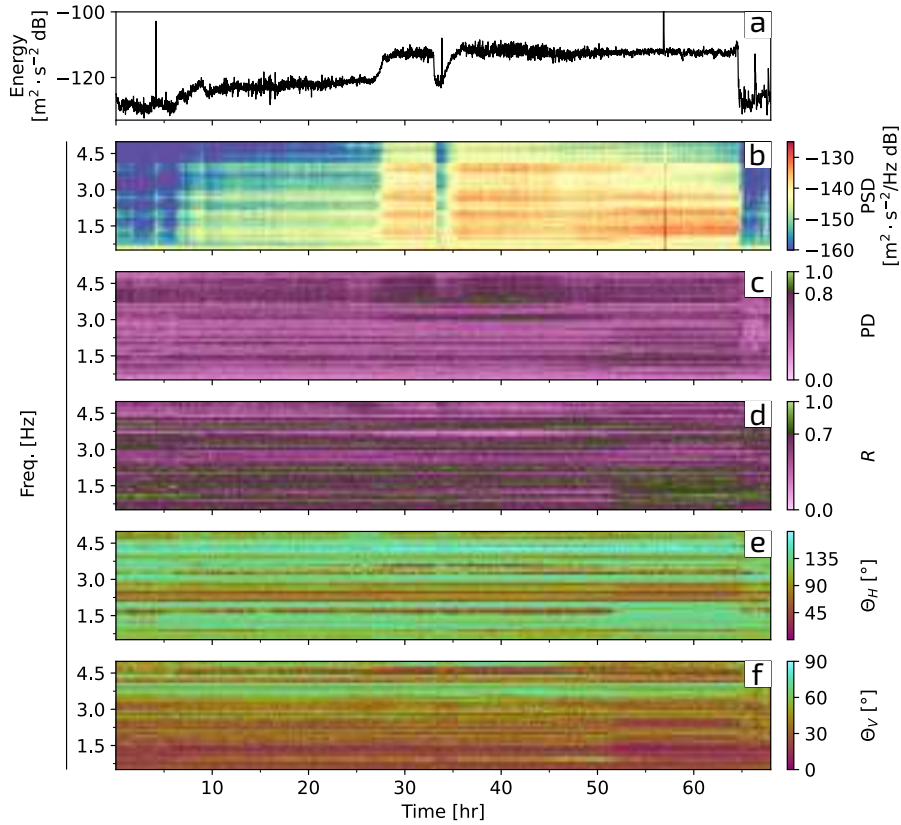 Energy
[m² · s⁻² dB]
−100
−120
a
4.5
3.0
1.5
b
−130
−140
−150
−160
PSD
[m² · s⁻²/Hz dB]
4.5
3.0
1.5
c
1.0
0.8
0.0
PD
Freq. [Hz]
4.5
3.0
1.5
d
1.0
0.7
0.0
R
4.5
3.0
1.5
e
135
90
45
Θ_H [°]
4.5
3.0
1.5
f
90
60
30
0
Θ_V [°]
10 20 30 40 50 60
Time [hr]